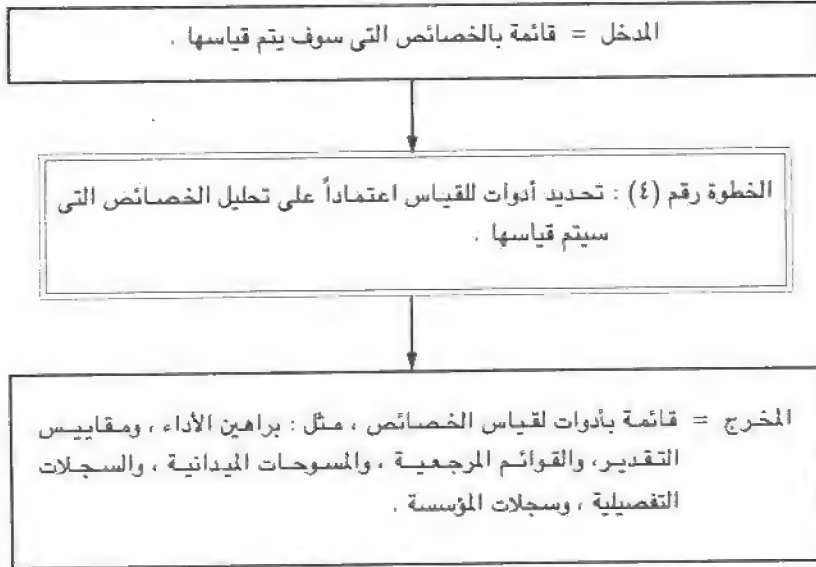 المدخل = قائمة بالخصائص التى سوف يتم قياسها .
الخطوة رقم (٤) : تحديد أدوات للقياس اعتماداً على تحليل الخصائص التى
سيتم قياسها .
المخرج = قائمة بأدوات لقياس الخصائص ، مثل : براهين الأداء ، ومقاييس
التقدير ، والقوائم المرجعية ، والمسوحات الميدانية ، والسجلات
التفصيلية ، وسجلات المؤسسة .